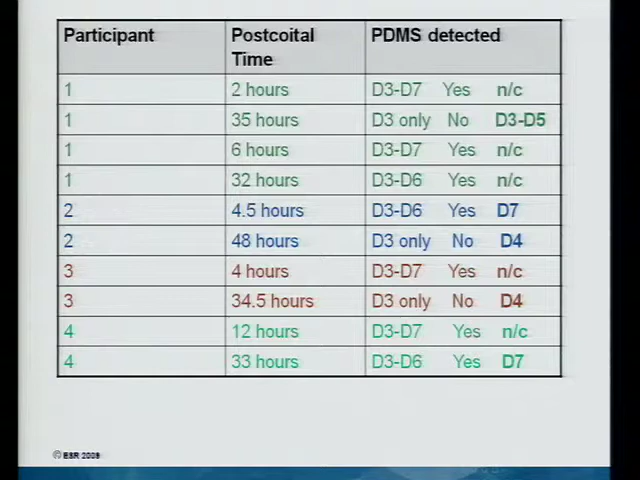 Participant Postcoital Time PDMS detected
1 2 hours D3-D7 Yes n/c
1 35 hours D3 only No D3-D5
1 6 hours D3-D7 Yes n/c
1 32 hours D3-D6 Yes n/c
2 4.5 hours D3-D6 Yes D7
2 48 hours D3 only No D4
3 4 hours D3-D7 Yes n/c
3 34.5 hours D3 only No D4
4 12 hours D3-D7 Yes n/c
4 33 hours D3-D6 Yes D7
© ESR 2009